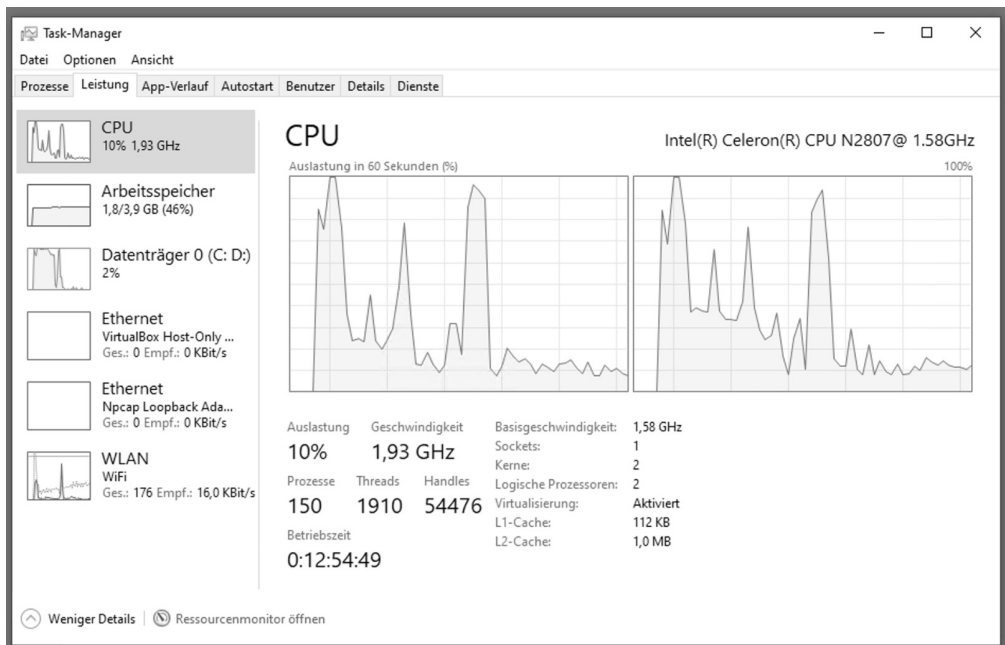 Task-Manager
Datei Optionen Ansicht
Prozesse Leistung App-Verlauf Autostart Benutzer Details Dienste
CPU
10% 1,93 GHz
Arbeitsspeicher
1,8/3,9 GB (46%)
Datenträger 0 (C: D:)
2%
Ethernet
VirtualBox Host-Only ...
Ges.: 0 Empf.: 0 KBit/s
Ethernet
Npcap Loopback Ada...
Ges.: 0 Empf.: 0 KBit/s
WLAN
WiFi
Ges.: 176 Empf.: 16,0 KBit/s
CPU
Intel(R) Celeron(R) CPU N2807@ 1.58GHz
Auslastung in 60 Sekunden (%)
100%
Auslastung Geschwindigkeit
10% 1,93 GHz
Prozesse Threads Handles
150 1910 54476
Betriebszeit
0:12:54:49
Basisgeschwindigkeit: 1,58 GHz
Sockets: 1
Kerne: 2
Logische Prozessoren: 2
Virtualisierung: Aktiviert
L1-Cache: 112 KB
L2-Cache: 1,0 MB
Weniger Details
Ressourcenmonitor öffnen